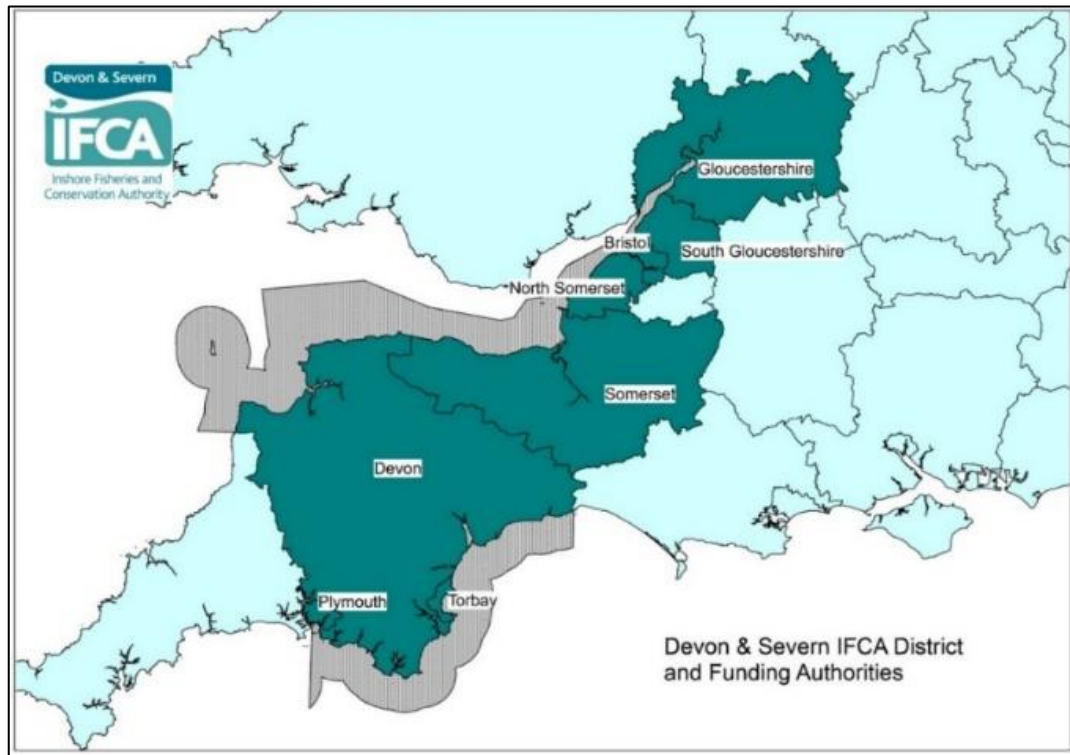 Devon & Severn
IFCA
Inshore Fisheries and
Conservation Authority
Gloucestershire
Bristol
South Gloucestershire
North Somerset
Somerset
Devon
Plymouth
Torbay
Devon & Severn IFCA District
and Funding Authorities